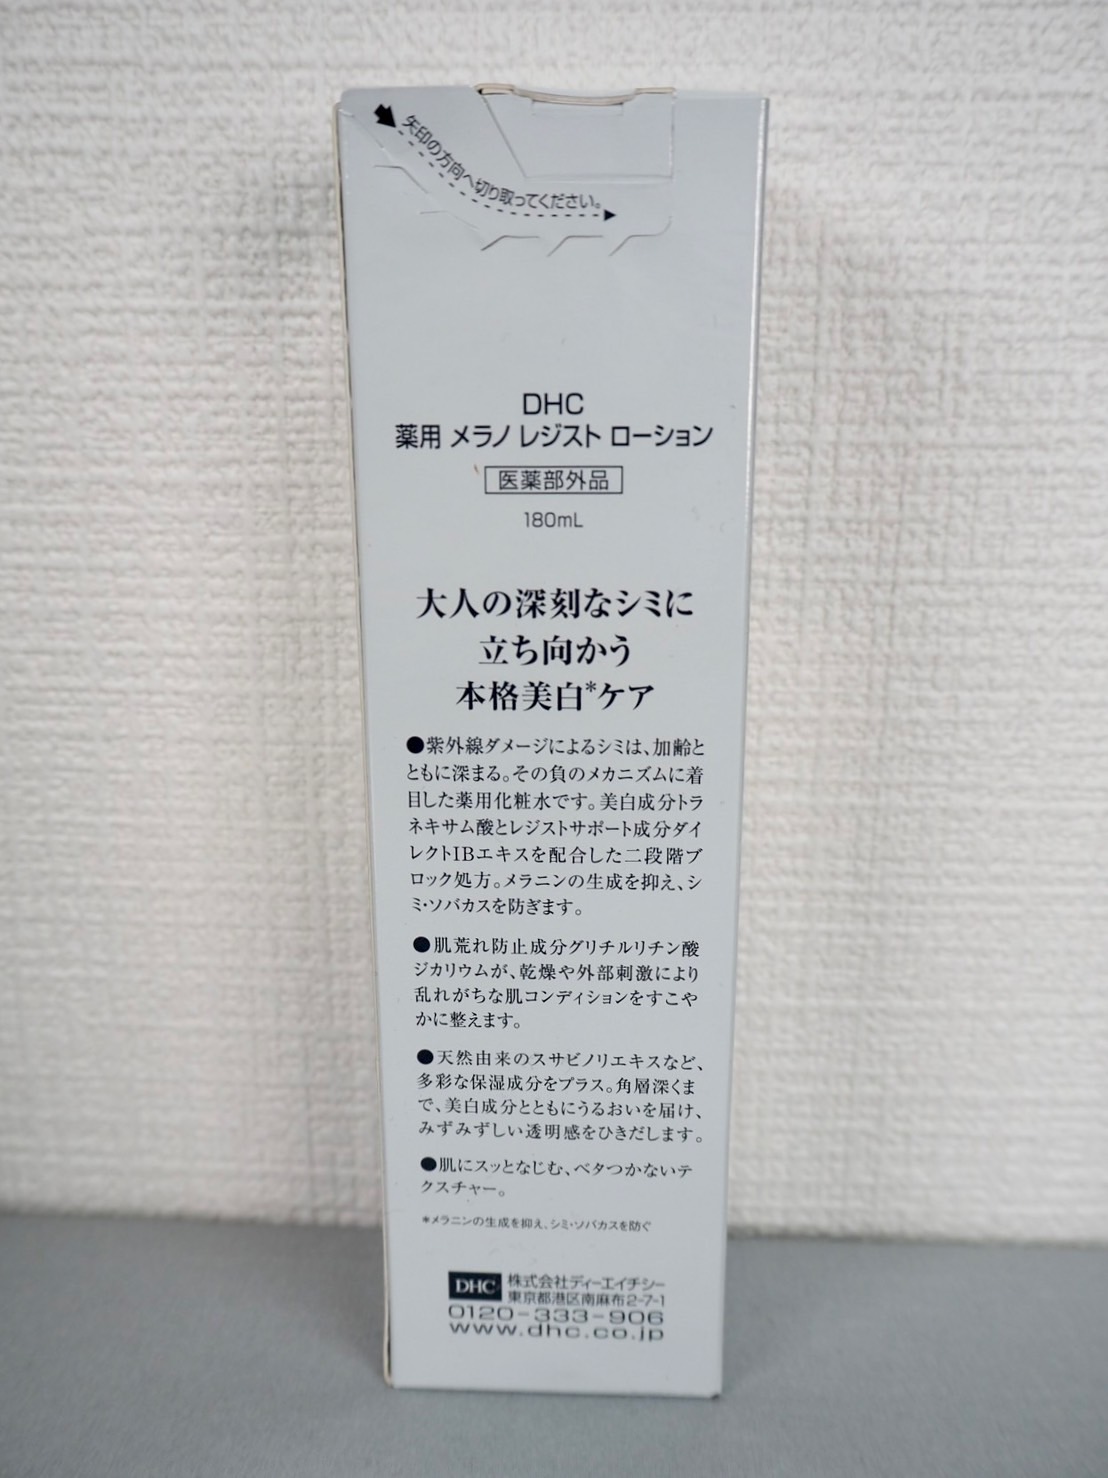 矢印の方向へ切り取ってください。
DHC
薬用 メラノ レジスト ローション
医薬部外品
180mL
大人の深刻なシミに
立ち向かう
本格美白*ケア
●紫外線ダメージによるシミは、加齢と
ともに深まる。その負のメカニズムに着
目した薬用化粧水です。美白成分トラ
ネキサム酸とレジストサポート成分ダイ
レクトIBエキスを配合した二段階ブ
ロック処方。メラニンの生成を抑え、シ
ミ・ソバカスを防ぎます。
●肌荒れ防止成分グリチルリチン酸
ジカリウムが、乾燥や外部刺激により
乱れがちな肌コンディションをすこや
かに整えます。
●天然由来のスサビノリエキスなど、
多彩な保湿成分をプラス。角層深くま
で、美白成分とともにうるおいを届け、
みずみずしい透明感をひきだします。
●肌にスッとなじむ、ベタつかないテ
クスチャー。
*メラニンの生成を抑え、シミ・ソバカスを防ぐ
DHC 株式会社ディーエイチシー
東京都港区南麻布2-7-1
0120-333-906
www.dhc.co.jp